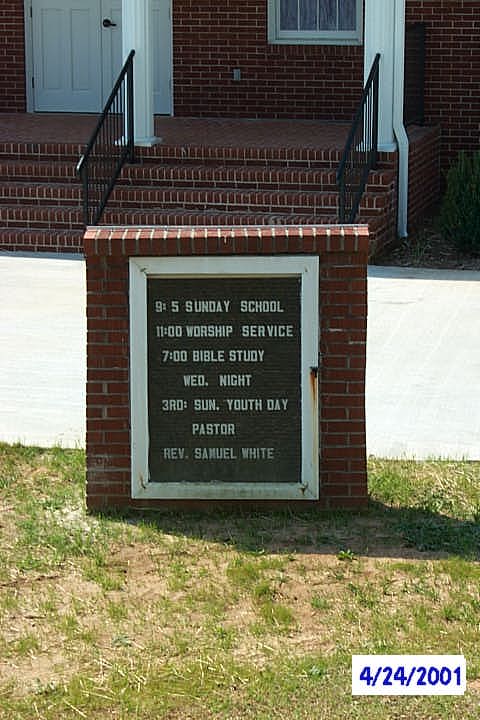 9: 5 SUNDAY SCHOOL
11:00 WORSHIP SERVICE
7:00 BIBLE STUDY
WED. NIGHT
3RD: SUN. YOUTH DAY
PASTOR
REV. SAMUEL WHITE
4/24/2001